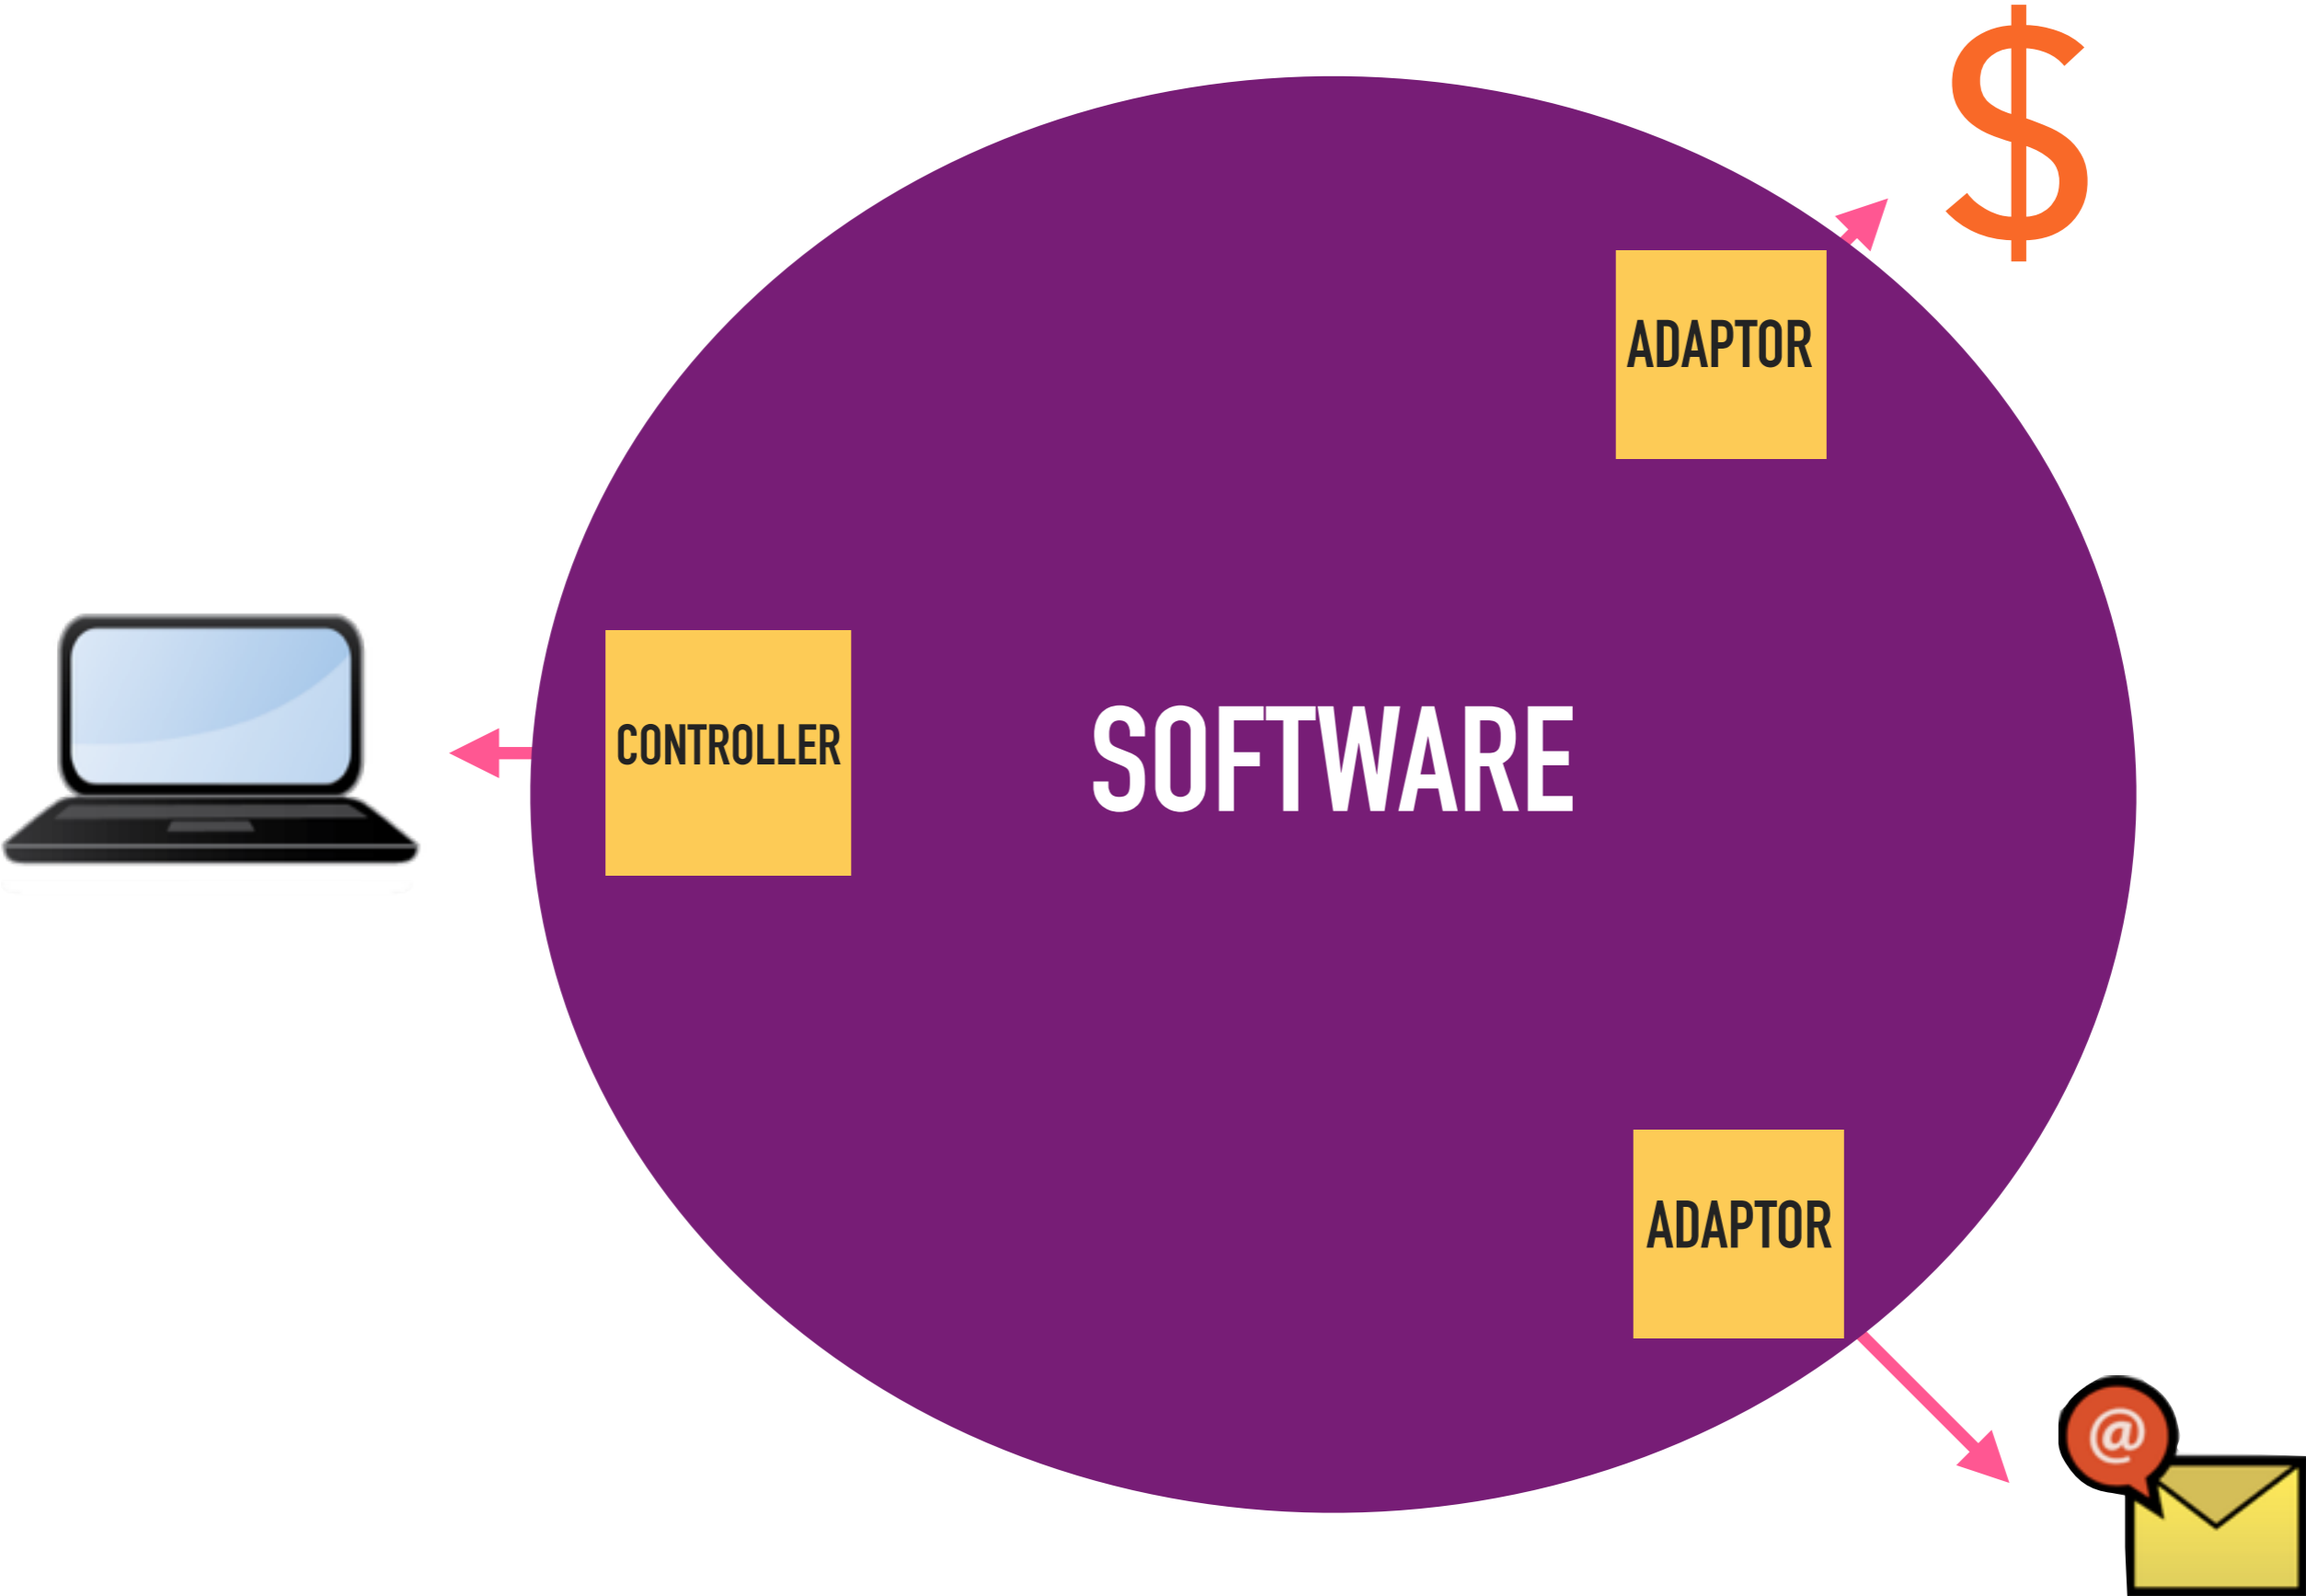 $
ADAPTOR
CONTROLLER
SOFTWARE
ADAPTOR
@